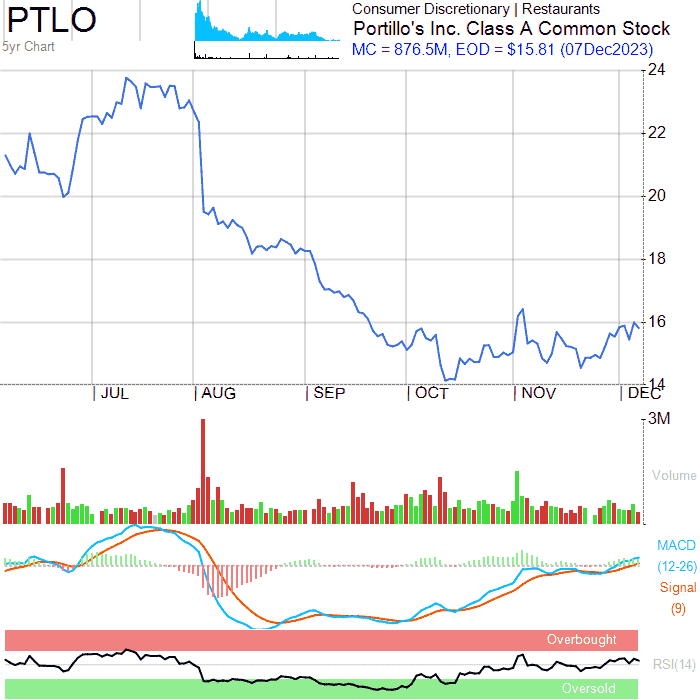 PTLO
5yr Chart
Consumer Discretionary | Restaurants
Portillo's Inc. Class A Common Stock
MC = 876.5M, EOD = $15.81 (07Dec2023)
24
22
20
18
16
14
JUL AUG SEP OCT NOV DEC
3M
Volume
MACD
(12-26)
Signal
(9)
Overbought
RSI(14)
Oversold